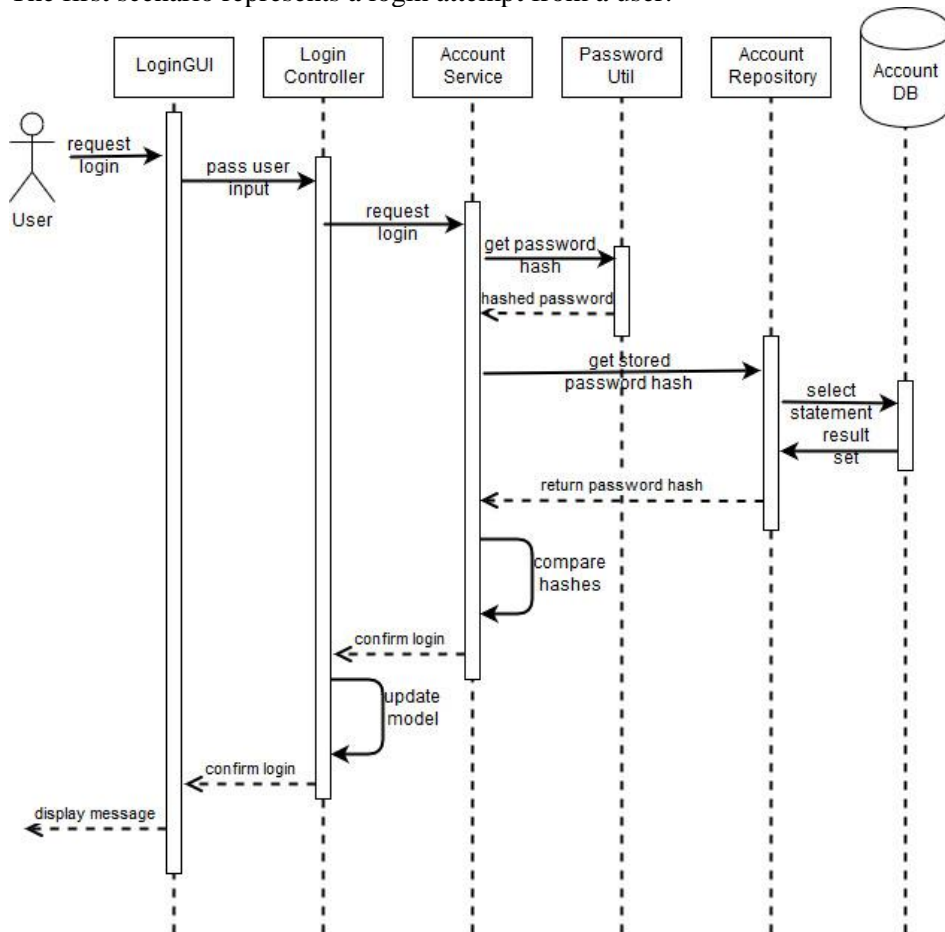 The first scenario represents a login attempt from a user.
LoginGUI
Login
Controller
Account
Service
Password
Util
Account
Repository
Account
DB
User
request
login
pass user
input
request
login
get password
hash
hashed password
get stored
password hash
select
statement
result
set
return password hash
compare
hashes
confirm login
update
model
confirm login
display message